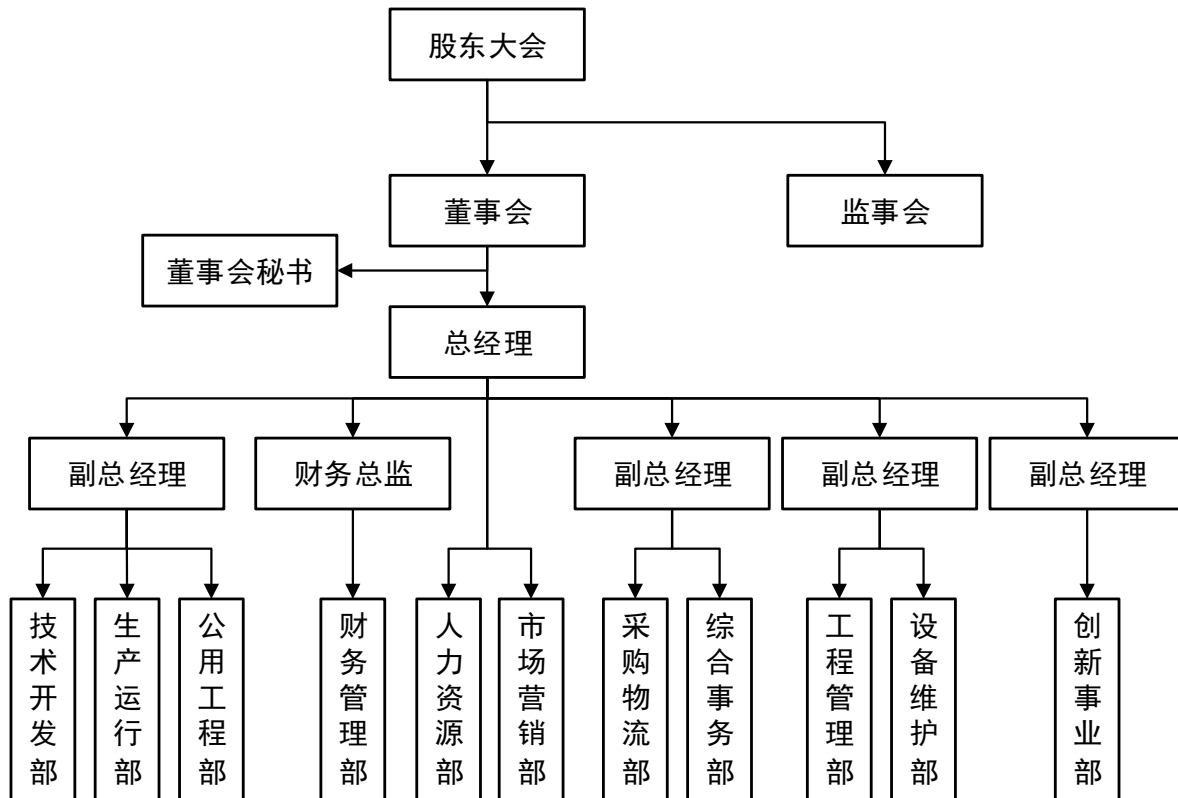 股东大会
董事会
监事会
董事会秘书
总经理
副总经理
财务总监
副总经理
副总经理
副总经理
技术开发部
生产运行部
公用工程部
财务管理部
人力资源部
市场营销部
采购物流部
综合事务部
工程管理部
设备维护部
创新事业部